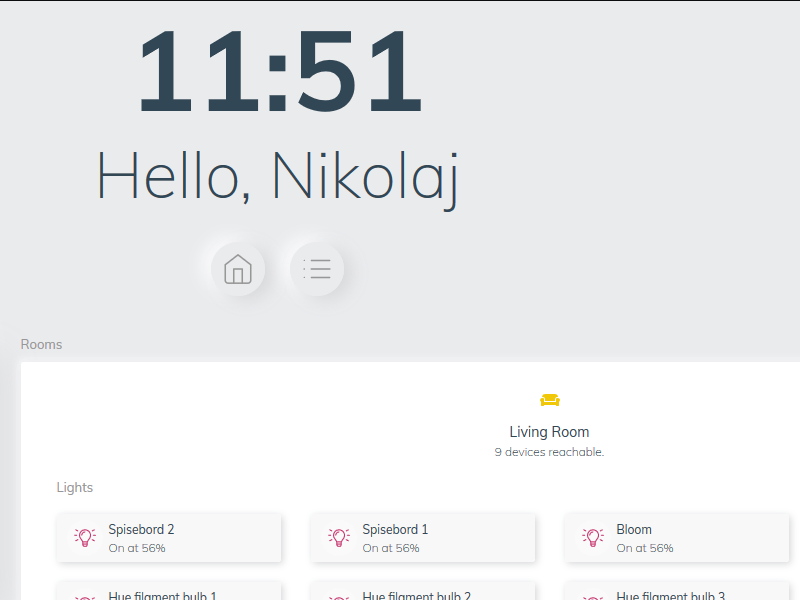 11:51
Hello, Nikolaj
Rooms
Living Room
9 devices reachable.
Lights
Spisebord 2
On at 56%
Spisebord 1
On at 56%
Bloom
On at 56%
Hue filament bulb 1
Hue filament bulb 2
Hue filament bulb 3